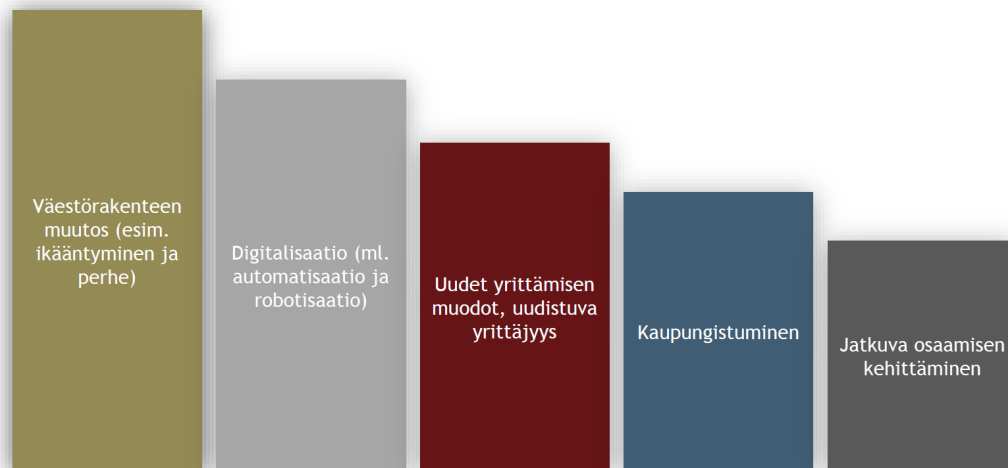 Väestörakenteen
muutos (esim.
ikääntyminen ja
perhe)
Digitalisaatio (ml.
automatisaatio ja
robotisaatio)
Uudet yrittämisen
muodot, uudistuva
yrittäjyys
Kaupungistuminen
Jatkuva osaamisen
kehittäminen